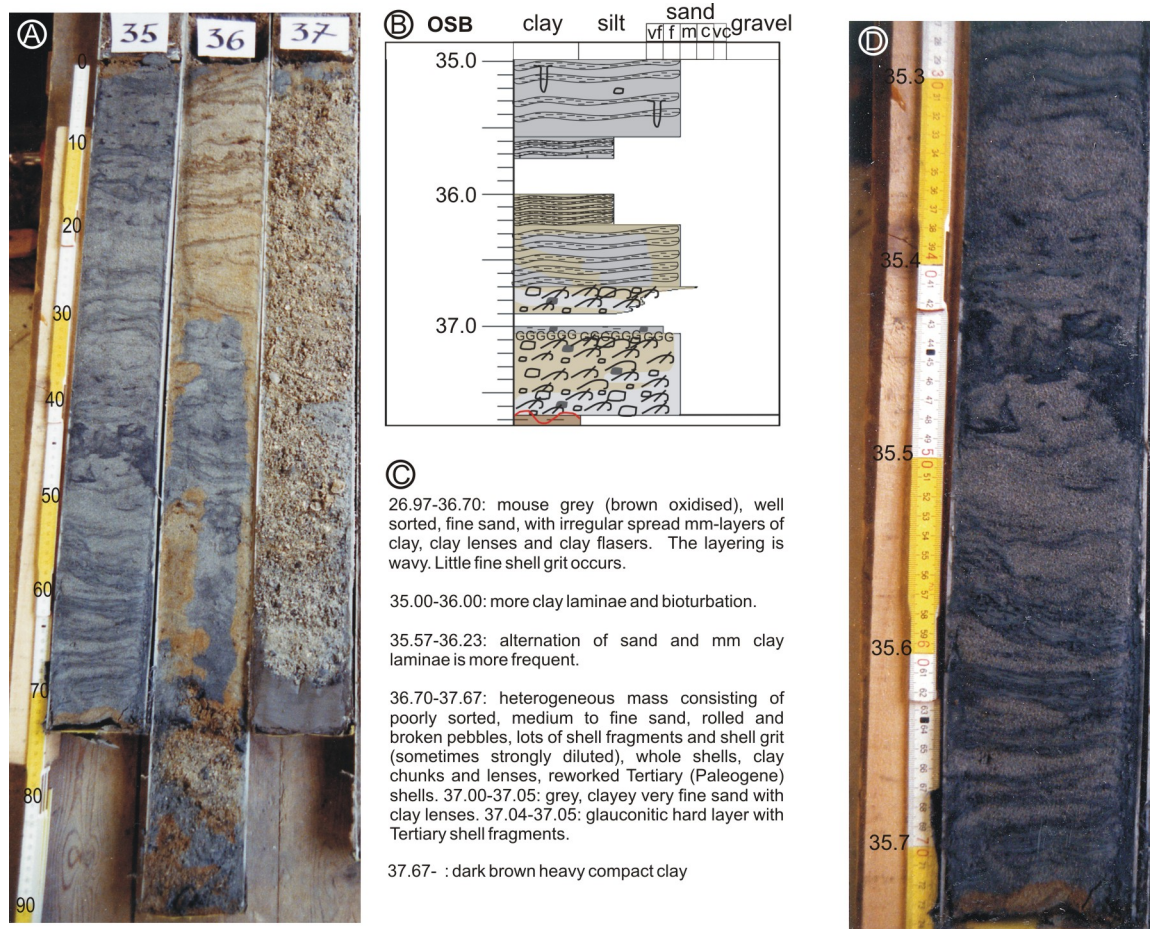 A
35
36
37
0
10
20
30
40
50
60
70
80
90
B OSB clay silt sand gravel
vf f m c vc
35.0
36.0
37.0
GGGGGG GGGGGGGG
C
26.97-36.70: mouse grey (brown oxidised), well
sorted, fine sand, with irregular spread mm-layers of
clay, clay lenses and clay flasers. The layering is
wavy. Little fine shell grit occurs.
35.00-36.00: more clay laminae and bioturbation.
35.57-36.23: alternation of sand and mm clay
laminae is more frequent.
36.70-37.67: heterogeneous mass consisting of
poorly sorted, medium to fine sand, rolled and
broken pebbles, lots of shell fragments and shell grit
(sometimes strongly diluted), whole shells, clay
chunks and lenses, reworked Tertiary (Paleogene)
shells. 37.00-37.05: grey, clayey very fine sand with
clay lenses. 37.04-37.05: glauconitic hard layer with
Tertiary shell fragments.
37.67- : dark brown heavy compact clay
D
35.3
35.4
35.5
35.6
35.7